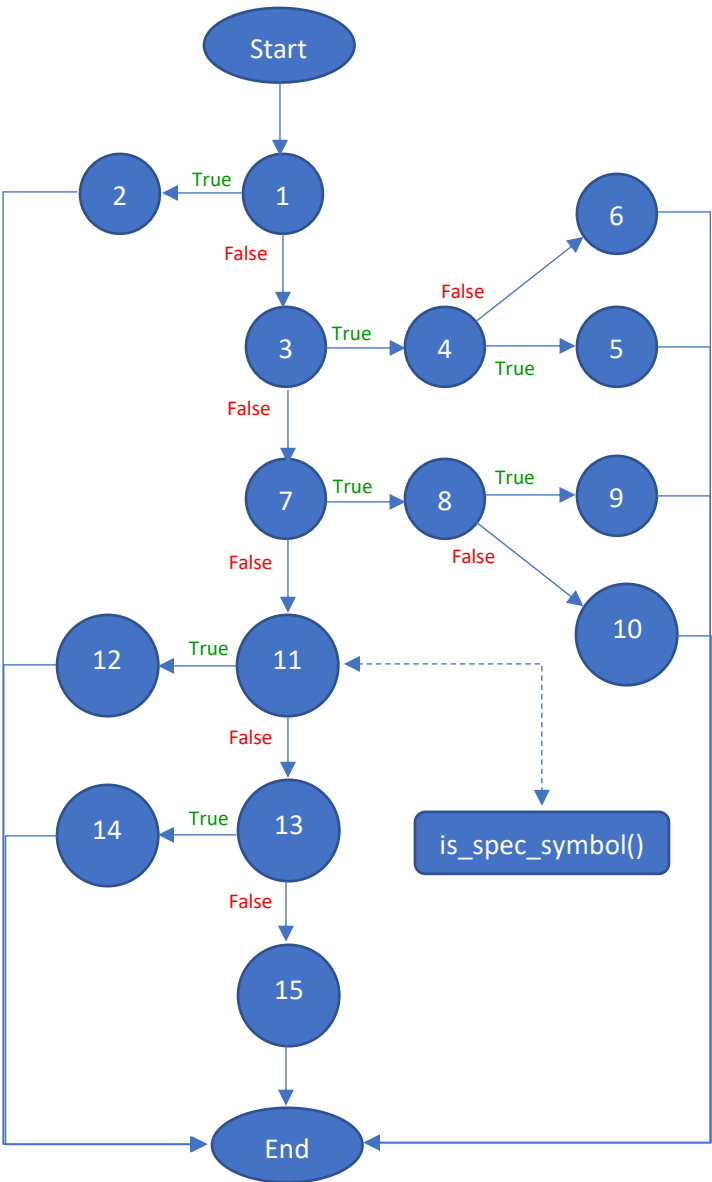 Start
2
True
1
6
False
False
3
True
4
True
5
False
7
True
8
True
9
False
False
10
12
True
11
False
14
True
13
is_spec_symbol()
False
15
End